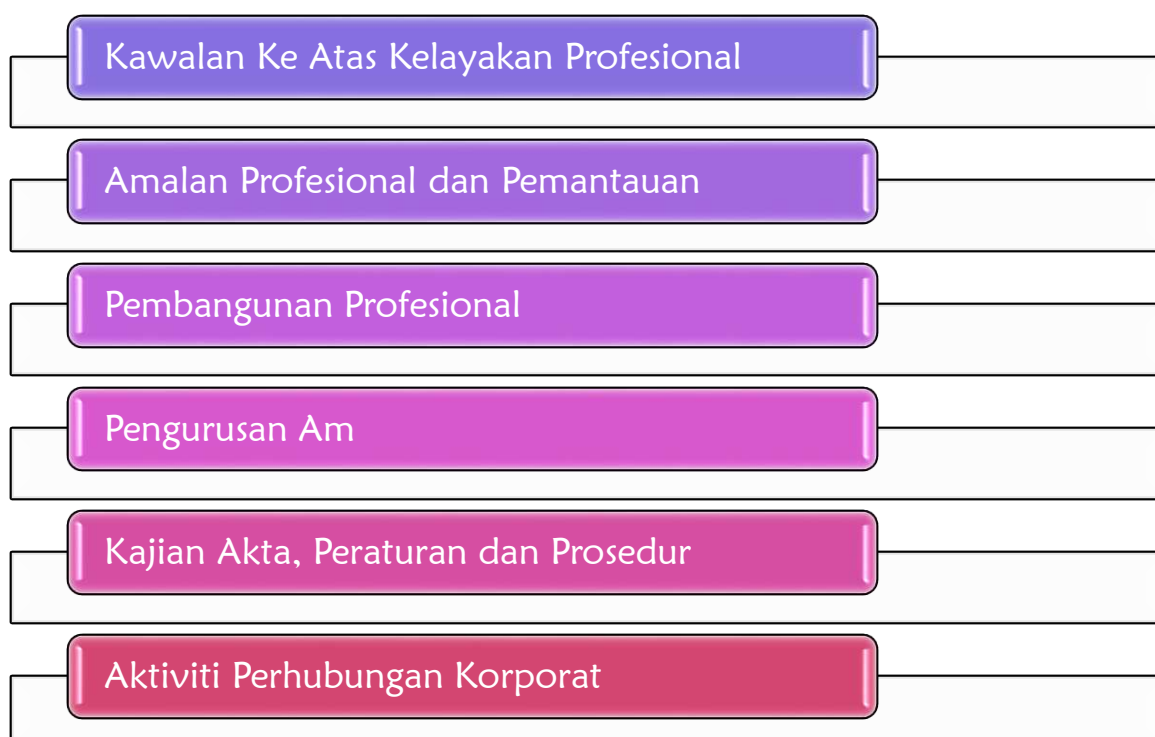 Kawalan Ke Atas Kelayakan Profesional
Amalan Profesional dan Pemantauan
Pembangunan Profesional
Pengurusan Am
Kajian Akta, Peraturan dan Prosedur
Aktiviti Perhubungan Korporat